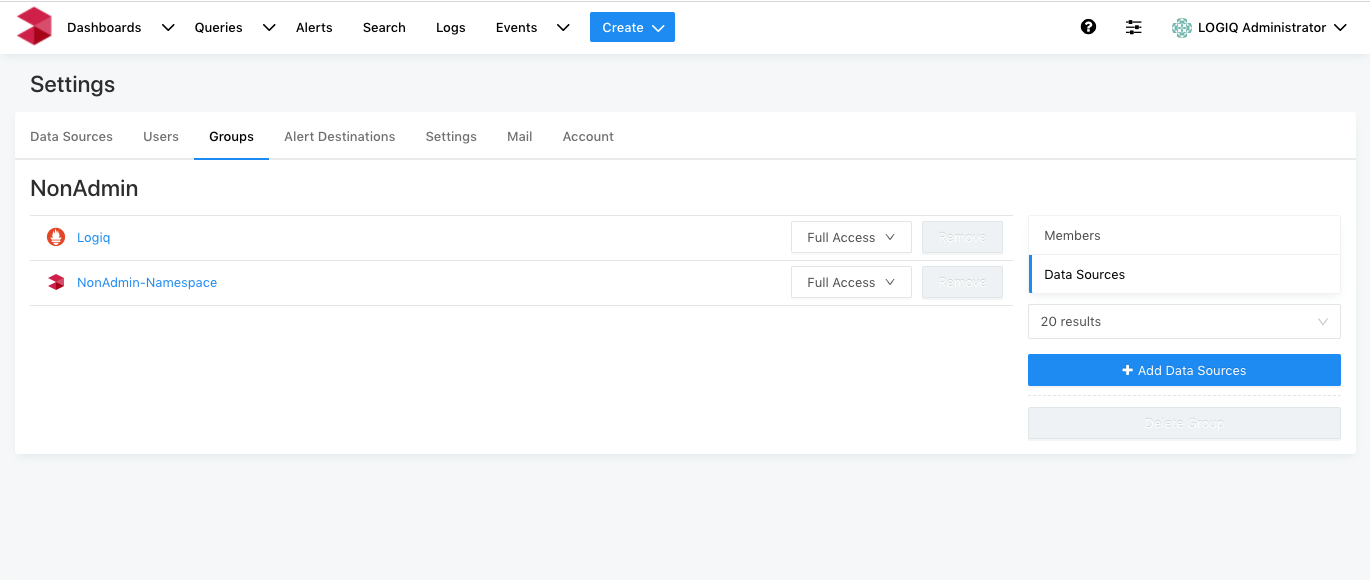 Dashboards Queries Alerts Search Logs Events Create LOGIQ Administrator
Settings
Data Sources Users Groups Alert Destinations Settings Mail Account
NonAdmin
Logiq Full Access Remove
NonAdmin-Namespace Full Access Remove
Members
Data Sources
20 results
Add Data Sources
Delete Group